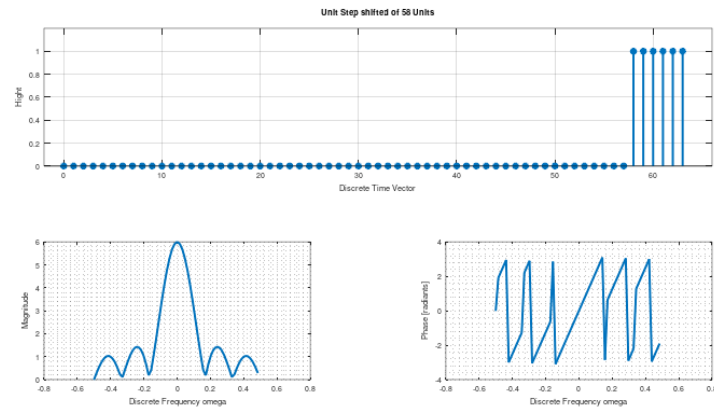 Unit Step shifted of 58 Units
1
0.8
0.6
0.4
0.2
0
Hight
0 10 20 30 40 50 60
Discrete Time Vector
6
5
4
3
2
1
0
Magnitude
-0.8 -0.6 -0.4 -0.2 0 0.2 0.4 0.6 0.8
Discrete Frequency omega
4
2
0
-2
-4
Phase [radiants]
-0.8 -0.6 -0.4 -0.2 0 0.2 0.4 0.6 0.8
Discrete Frequency omega